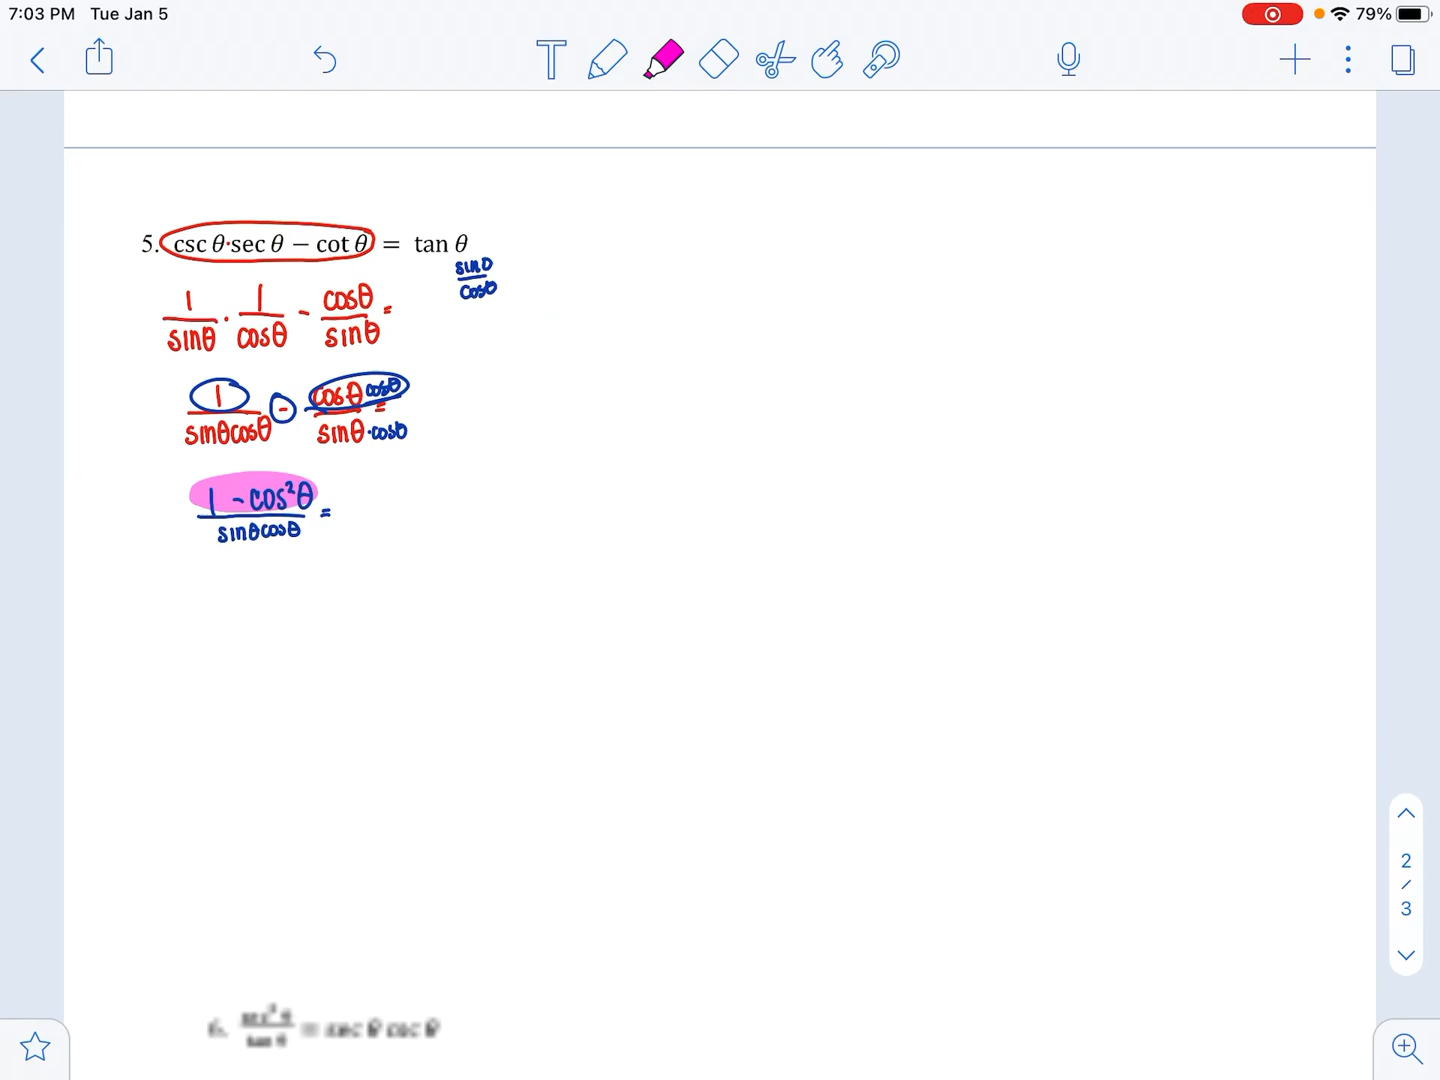 7:03 PM Tue Jan 5 79%
5. csc θ·sec θ − cot θ = tan θ
sinθ
cosθ
1 1 cosθ
· - =
sinθ cosθ sinθ
1 cosθ cosθ
- =
sinθcosθ sinθ·cosθ
1 - cos²θ
=
sinθcosθ
2
/
3